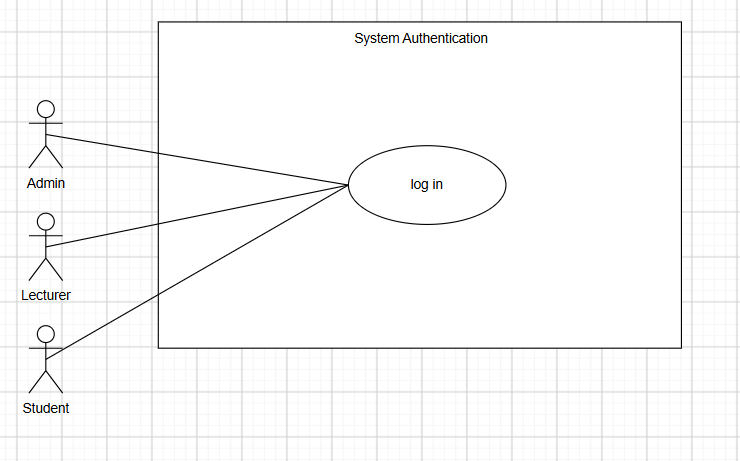 System Authentication
log in
Admin
Lecturer
Student